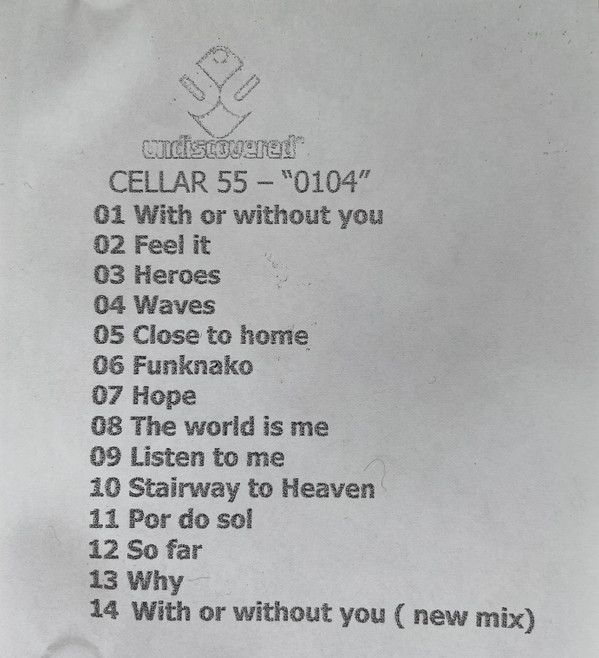 undiscovered™
CELLAR 55 – “0104”
01 With or without you
02 Feel it
03 Heroes
04 Waves
05 Close to home
06 Funknako
07 Hope
08 The world is me
09 Listen to me
10 Stairway to Heaven
11 Por do sol
12 So far
13 Why
14 With or without you ( new mix)